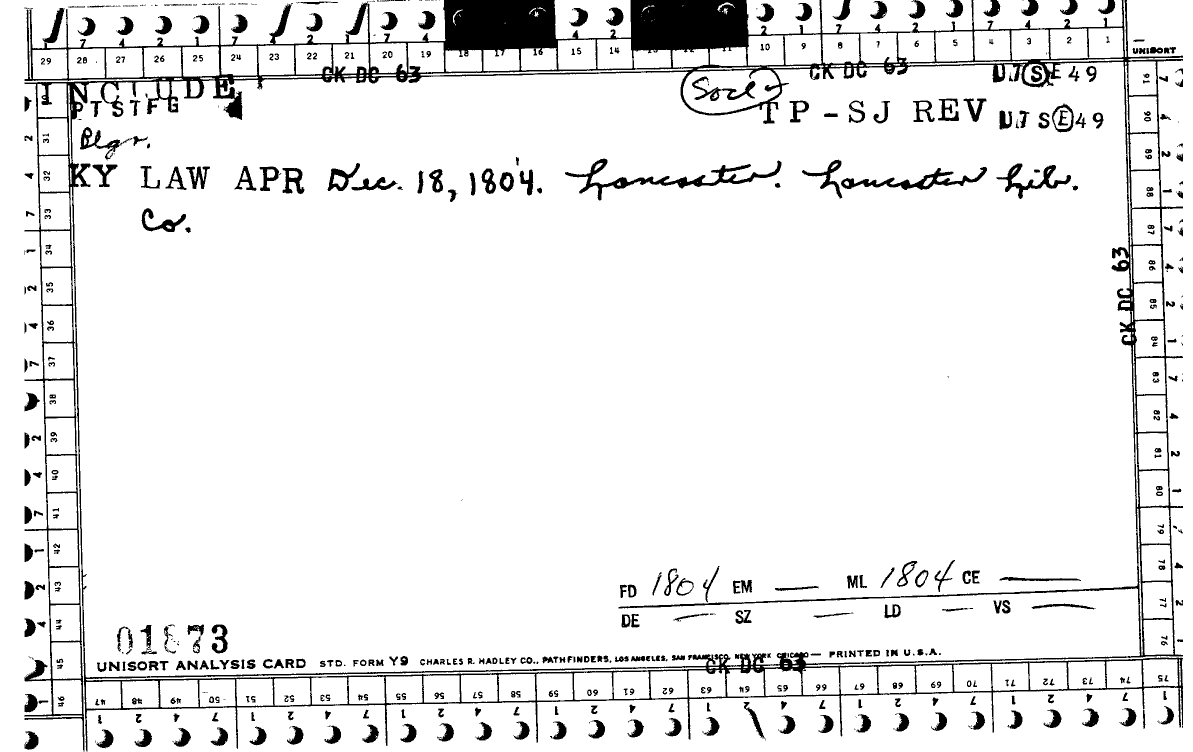 7 4 2 1 7 4 2 1 7 4 2 4 2 2 1 7 4 2 1 7 4 2 1
29 28 27 26 25 24 23 22 21 20 19 18 17 16 15 14 10 9 8 7 6 5 4 3 2 1 UNISORT
CK DC 63 CK DC 63 UTSE49
INCLUDE
PTSTFG
TP-SJ REV UTSE49
Blgr.
KY LAW APR Dec. 18, 1804. Lancaster. Lancaster Lib.
Co.
CK DC 63
FD 1804 EM — ML 1804 CE —
DE — SZ — LD — VS —
UNISORT ANALYSIS CARD STD. FORM Y9 CHARLES R. HADLEY CO., PATHFINDERS, LOS ANGELES, SAN FRANCISCO, NEW YORK, CHICAGO — PRINTED IN U.S.A.
CK DC 63
31 32 33 34 35 36 37 38 39 40 41 42 43 44 45 46
91 90 89 88 87 86 85 84 83 82 81 80 79 78 77 76
47 48 49 50 51 52 53 54 55 56 57 58 59 60 61 62 63 64 65 66 67 68 69 70 71 72 73 74 75